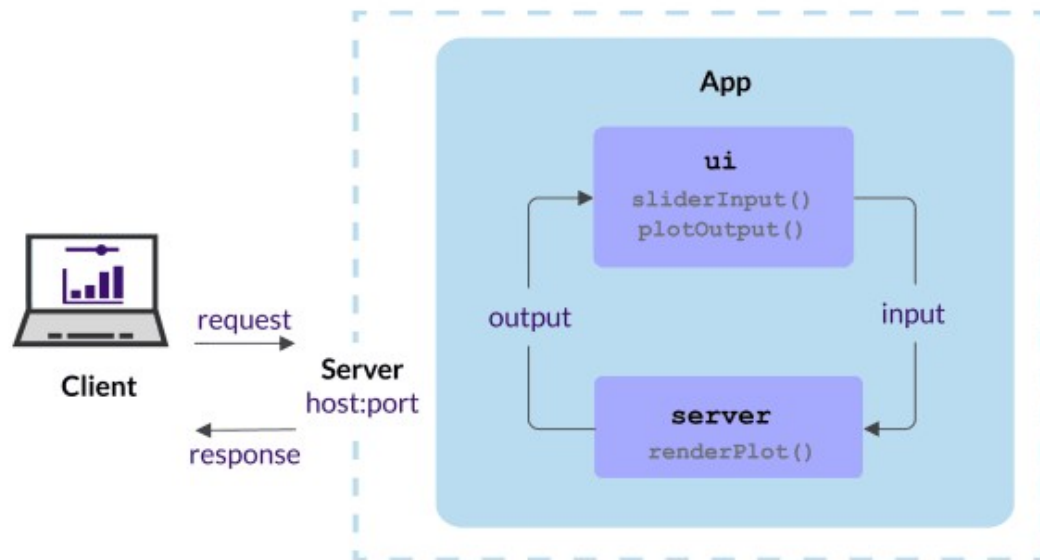 App
ui
sliderInput()
plotOutput()
output
input
request
Server
host:port
Client
server
renderPlot()
response